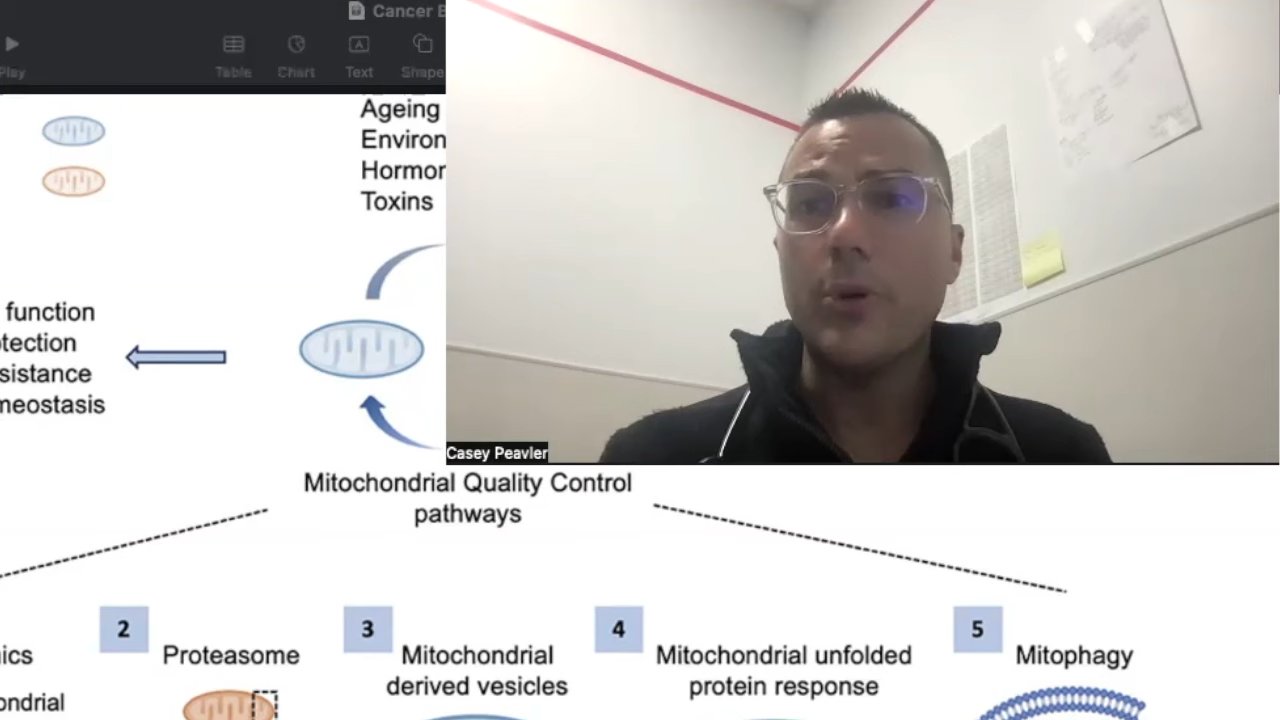 Cancer B
Play
Table
Chart
Text
Shape
Ageing
Environ
Hormor
Toxins
function
otection
sistance
meostasis
Casey Peavler
Mitochondrial Quality Control
pathways
2
Proteasome
3
Mitochondrial
derived vesicles
4
Mitochondrial unfolded
protein response
5
Mitophagy
ics
ondrial